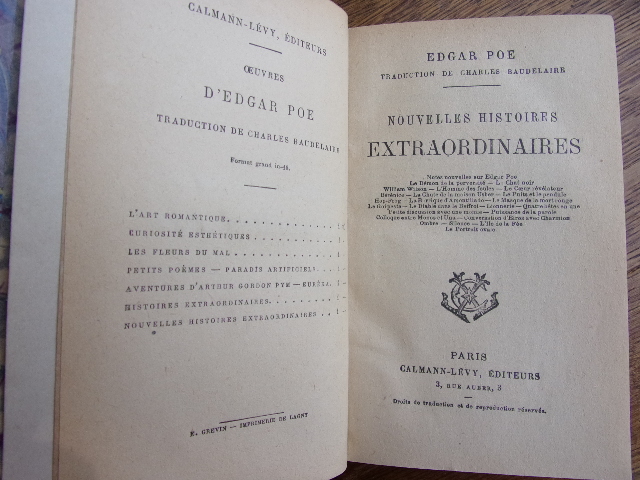 CALMANN-LÉVY, ÉDITEURS
ŒUVRES
D'EDGAR POE
TRADUCTION DE CHARLES BAUDELAIRE
Format grand in-18.
L'ART ROMANTIQUE
CURIOSITÉ ESTHÉTIQUES
LES FLEURS DU MAL
PETITS POÈMES — PARADIS ARTIFICIELS
AVENTURES D'ARTHUR GORDON PYM — EURÊKA
HISTOIRES EXTRAORDINAIRES
NOUVELLES HISTOIRES EXTRAORDINAIRES
E. GREVIN — IMPRIMERIE DE LAGNY
EDGAR POE
TRADUCTION DE CHARLES BAUDELAIRE
NOUVELLES HISTOIRES
EXTRAORDINAIRES
Notes nouvelles sur Edgar Poe
Le Démon de la perversité — Le Chat noir
William Wilson — L'Homme des foules — Le Cœur révélateur
Bérénice — La Chute de la maison Usher — Le Puits et le pendule
Hop-Frog — La Barrique d'Amontillado — Le Masque de la mort rouge
Le Roi peste — Le Diable dans le Beffroi — Lionnerie — Quatre bêtes en une
Petite discussion avec une momie — Puissance de la parole
Colloque entre Monos et Una — Conversation d'Eiros avec Charmion
Ombre — Silence — L'Île de la Fée
Le Portrait ovale
PARIS
CALMANN-LÉVY, ÉDITEURS
3, RUE AUBER, 3
Droits de traduction et de reproduction réservés.